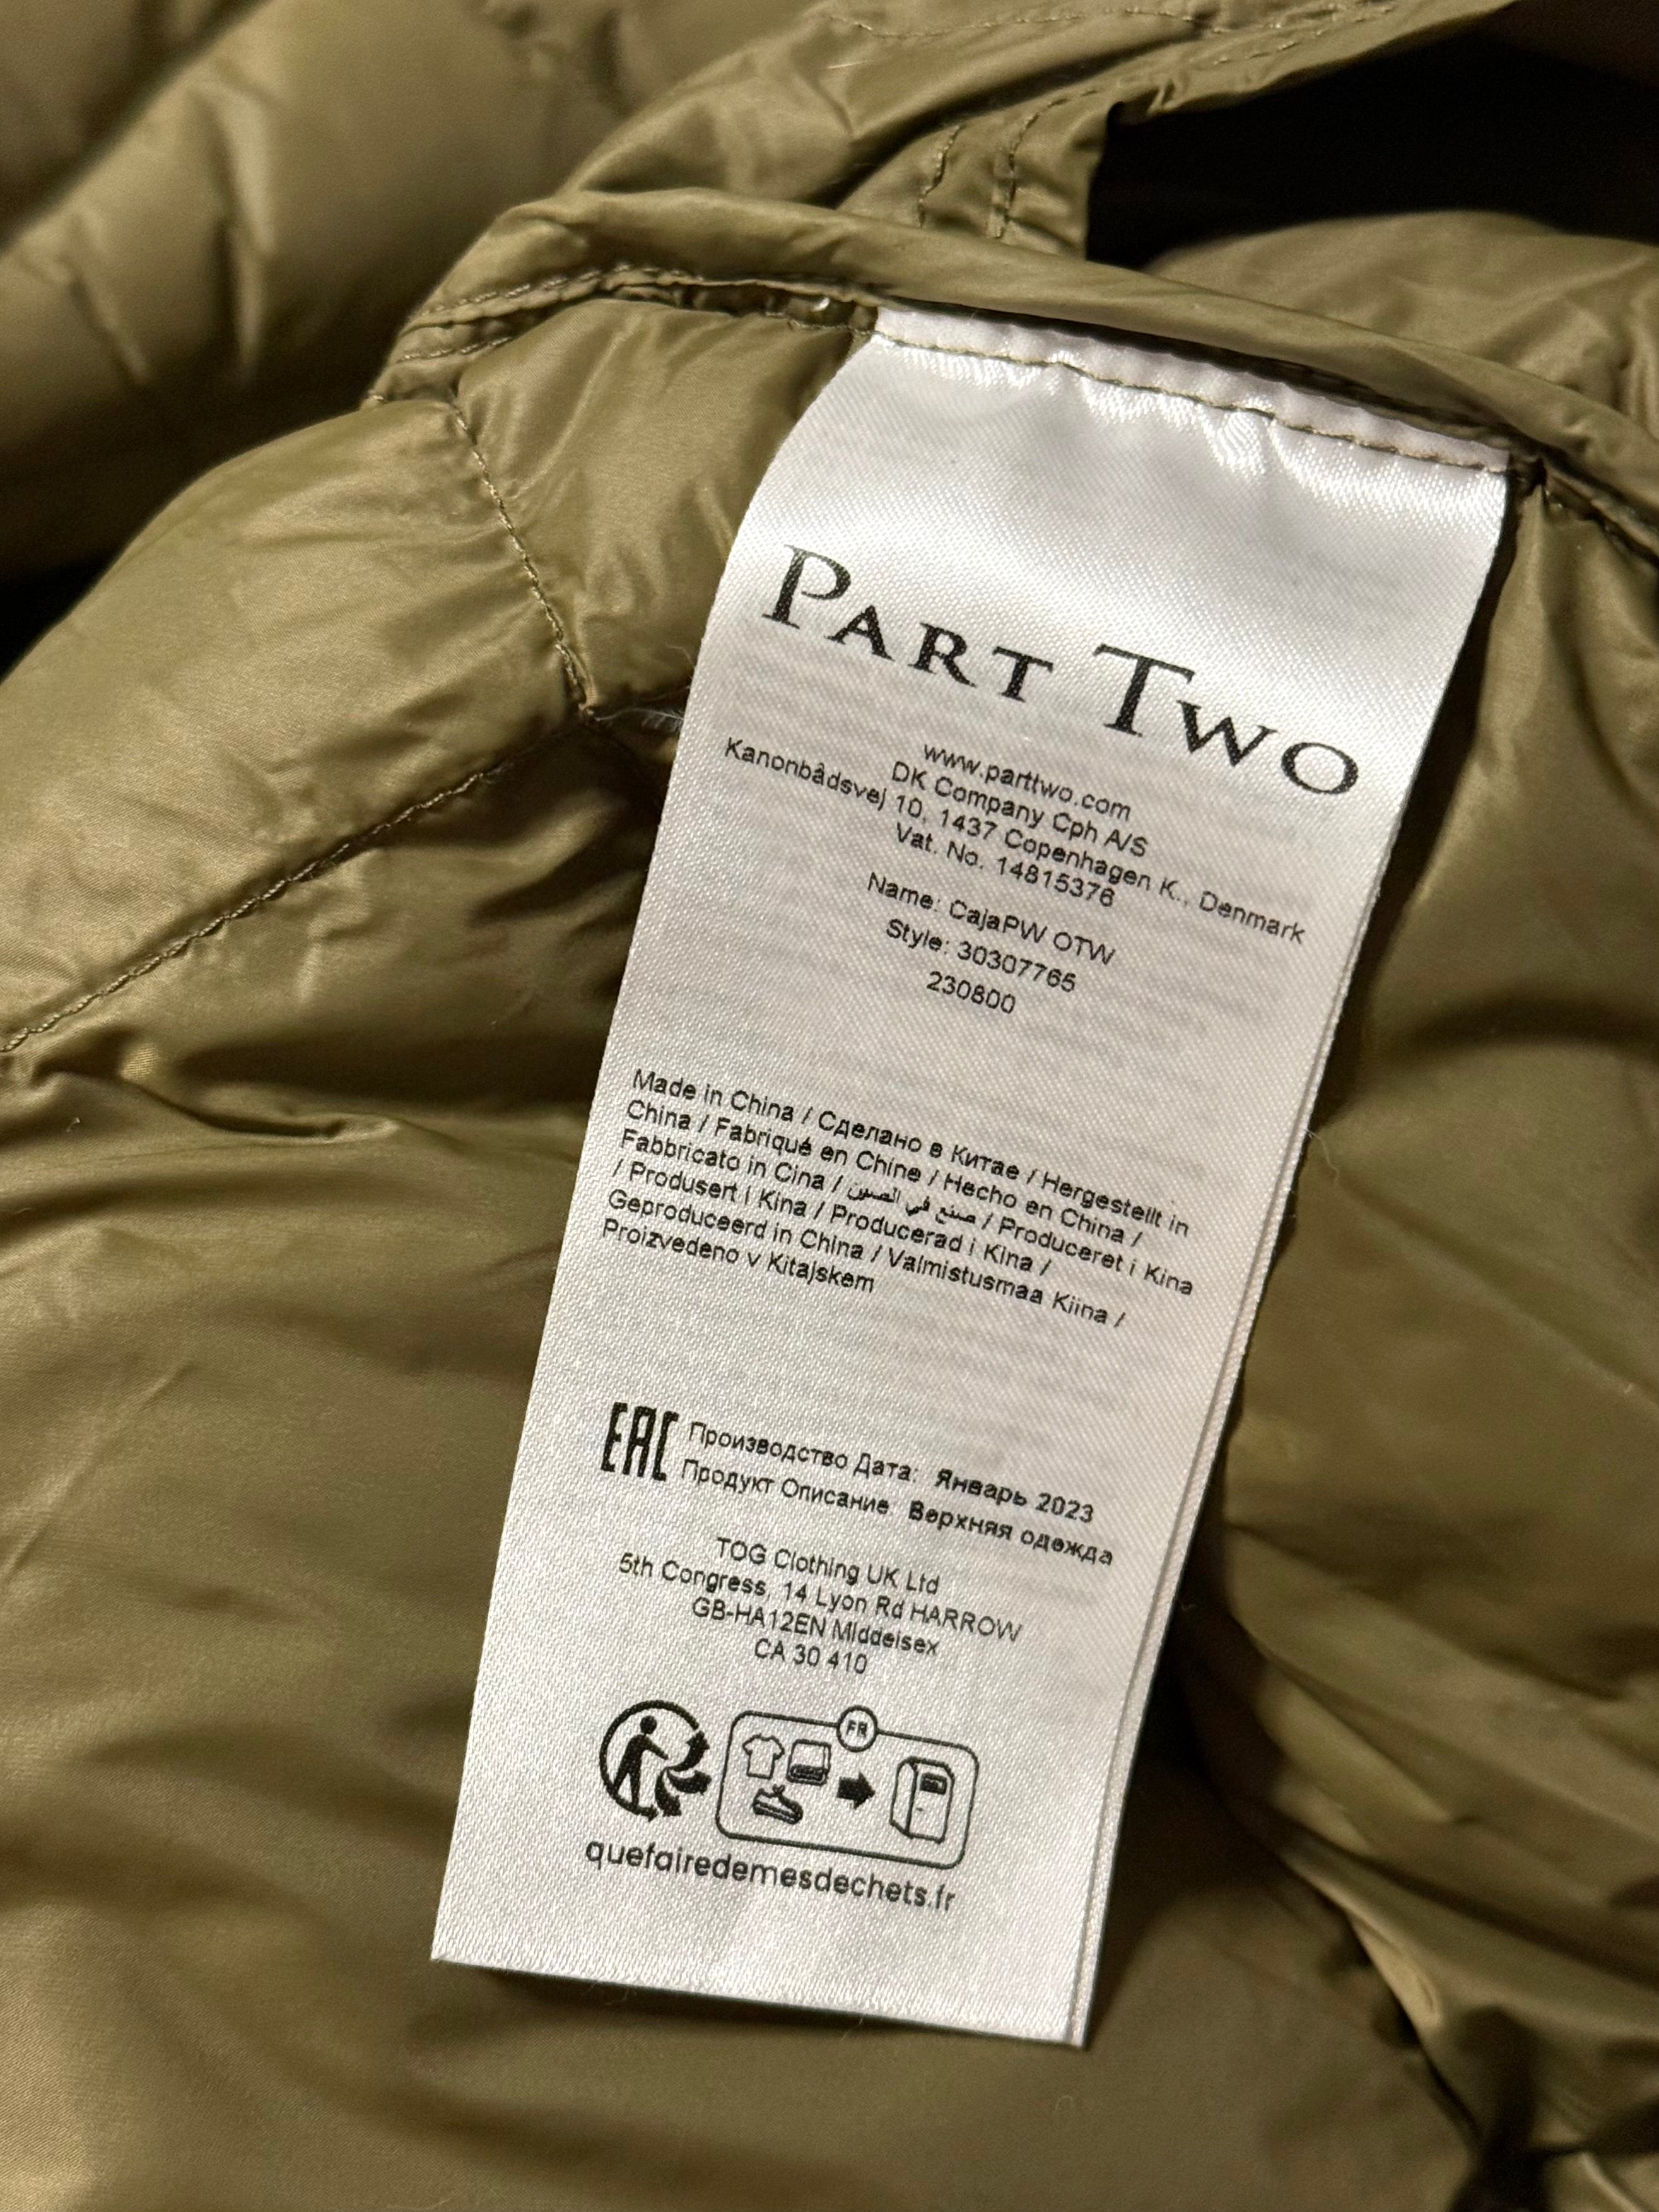 PART TWO
www.parttwo.com
DK Company Cph A/S
Kanonbådsvej 10, 1437 Copenhagen K., Denmark
Vat. No. 14815376
Name: CajaPW OTW
Style: 30307765
230800
Made in China / Сделано в Китае / Hergestellt in
China / Fabriqué en Chine / Hecho en China /
Fabbricato in Cina / صنع في الصين / Produceret i Kina
/ Produsert i Kina / Producerad i Kina /
Geproduceerd in China / Valmistusmaa Kiina /
Proizvedeno v Kitajskem
EAC
Производство Дата: Январь 2023
Продукт Описание Верхняя одежда
TOG Clothing UK Ltd
5th Congress, 14 Lyon Rd HARROW
GB-HA12EN Middelsex
CA 30 410
FR
quefairedemesdechets.fr